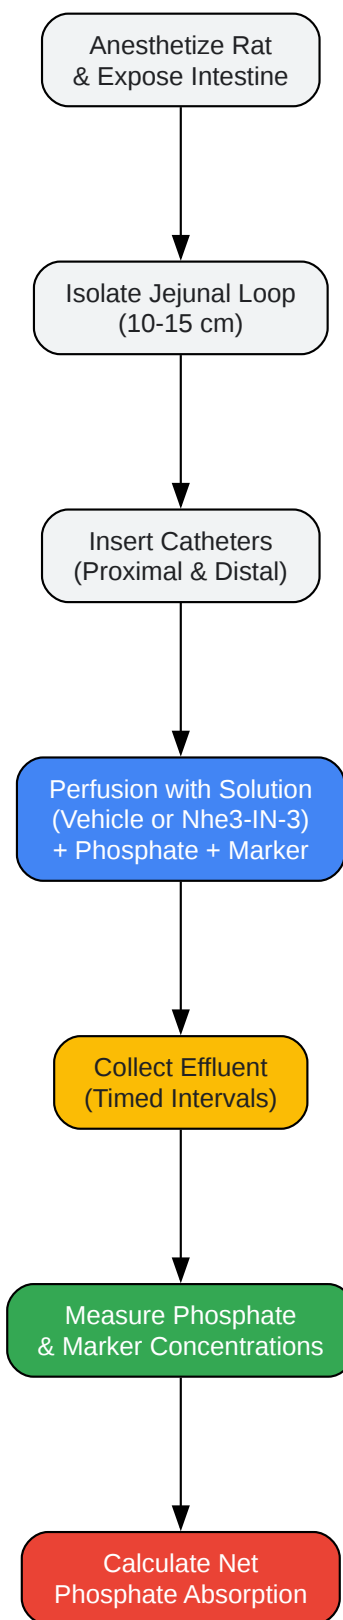 Anesthetize Rat
& Expose Intestine
Isolate Jejunal Loop
(10-15 cm)
Insert Catheters
(Proximal & Distal)
Perfusion with Solution
(Vehicle or Nhe3-IN-3)
+ Phosphate + Marker
Collect Effluent
(Timed Intervals)
Measure Phosphate
& Marker Concentrations
Calculate Net
Phosphate Absorption